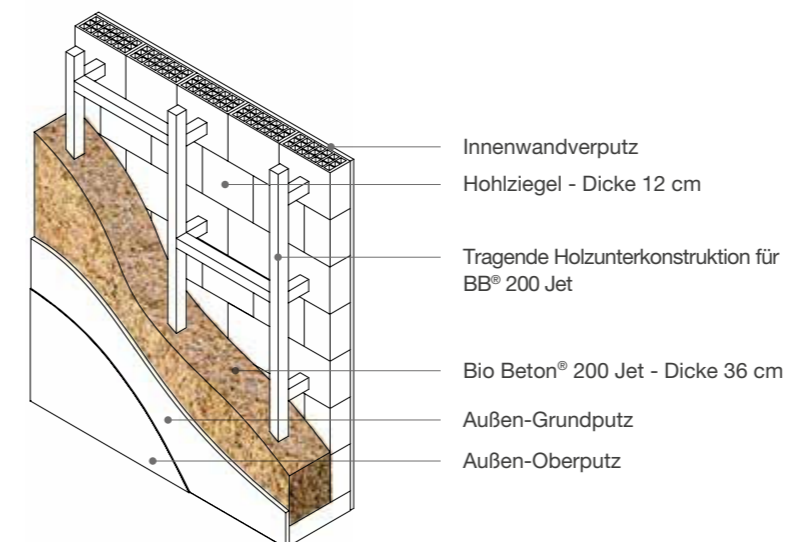 Innenwandverputz
Hohlziegel - Dicke 12 cm
Tragende Holzunterkonstruktion für
BB® 200 Jet
Bio Beton® 200 Jet - Dicke 36 cm
Außen-Grundputz
Außen-Oberputz